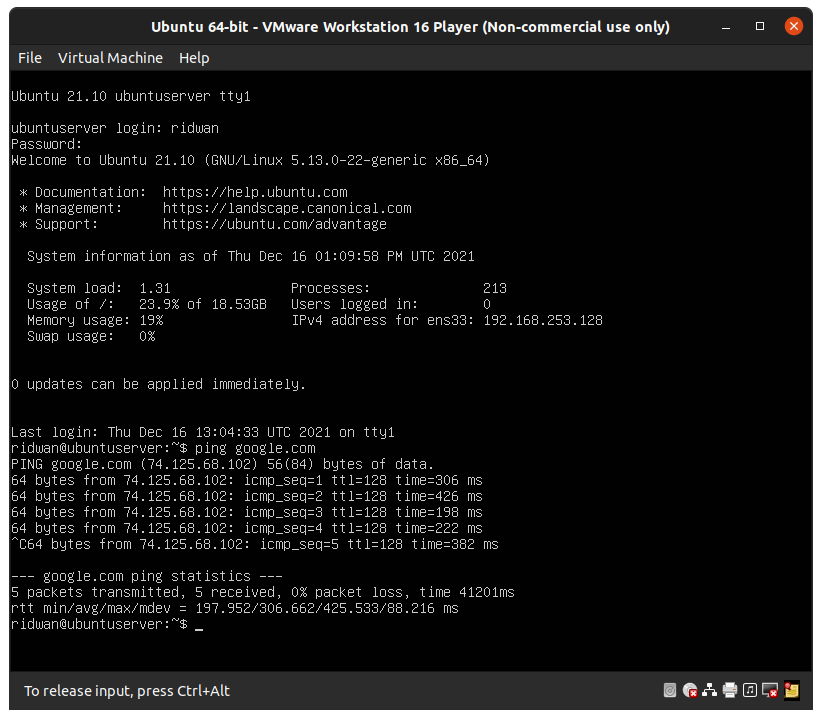 Ubuntu 64-bit - VMware Workstation 16 Player (Non-commercial use only)
File Virtual Machine Help
Ubuntu 21.10 ubuntuserver tty1
ubuntuserver login: ridwan
Password:
Welcome to Ubuntu 21.10 (GNU/Linux 5.13.0-22-generic x86_64)
* Documentation: https://help.ubuntu.com
* Management: https://landscape.canonical.com
* Support: https://ubuntu.com/advantage
System information as of Thu Dec 16 01:09:58 PM UTC 2021
System load: 1.31 Processes: 213
Usage of /: 23.9% of 18.53GB Users logged in: 0
Memory usage: 19% IPv4 address for ens33: 192.168.253.128
Swap usage: 0%
0 updates can be applied immediately.
Last login: Thu Dec 16 13:04:33 UTC 2021 on tty1
ridwan@ubuntuserver:~$ ping google.com
PING google.com (74.125.68.102) 56(84) bytes of data.
64 bytes from 74.125.68.102: icmp_seq=1 ttl=128 time=306 ms
64 bytes from 74.125.68.102: icmp_seq=2 ttl=128 time=426 ms
64 bytes from 74.125.68.102: icmp_seq=3 ttl=128 time=198 ms
64 bytes from 74.125.68.102: icmp_seq=4 ttl=128 time=222 ms
^C64 bytes from 74.125.68.102: icmp_seq=5 ttl=128 time=382 ms
--- google.com ping statistics ---
5 packets transmitted, 5 received, 0% packet loss, time 41201ms
rtt min/avg/max/mdev = 197.952/306.662/425.533/88.216 ms
ridwan@ubuntuserver:~$ _
To release input, press Ctrl+Alt